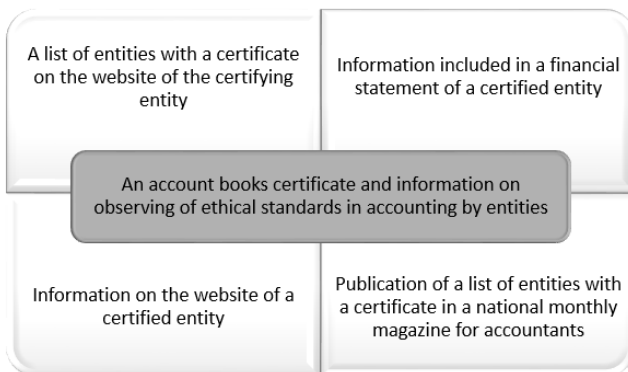 A list of entities with a certificate
on the website of the certifying
entity
Information included in a financial
statement of a certified entity
An account books certificate and information on
observing of ethical standards in accounting by entities
Information on the website of a
certified entity
Publication of a list of entities with
a certificate in a national monthly
magazine for accountants